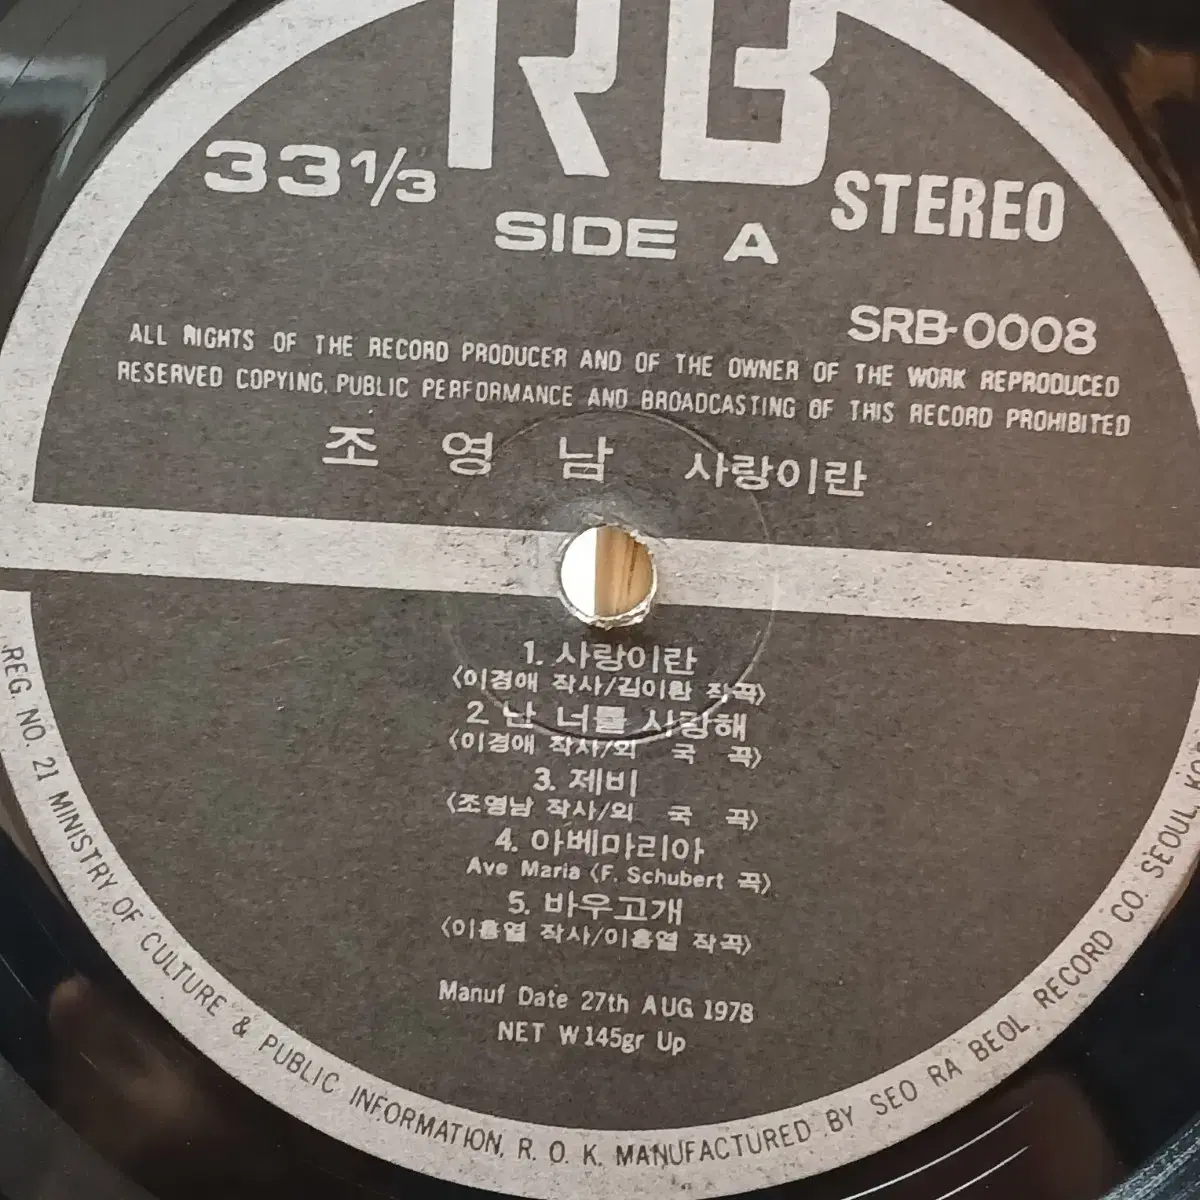 RB
33 1/3
STEREO
SIDE A
SRB-0008
ALL RIGHTS OF THE RECORD PRODUCER AND OF THE OWNER OF THE WORK REPRODUCED
RESERVED COPYING. PUBLIC PERFORMANCE AND BROADCASTING OF THIS RECORD PROHIBITED
조 영 남 사랑이란
1. 사랑이란
<이경애 작사/김이환 작곡>
2. 난 너를 사랑해
<이경애 작사/외 국 곡>
3. 제비
<조영남 작사/외 국 곡>
4. 아베마리아
Ave Maria <F. Schubert 곡>
5. 바우고개
<이흥열 작사/이흥열 작곡>
Manuf Date 27th AUG 1978
NET W 145gr Up
REG. NO. 21 MINISTRY OF CULTURE & PUBLIC INFORMATION, R. O. K. MANUFACTURED BY SEO RA BEOL RECORD CO. SEOUL,